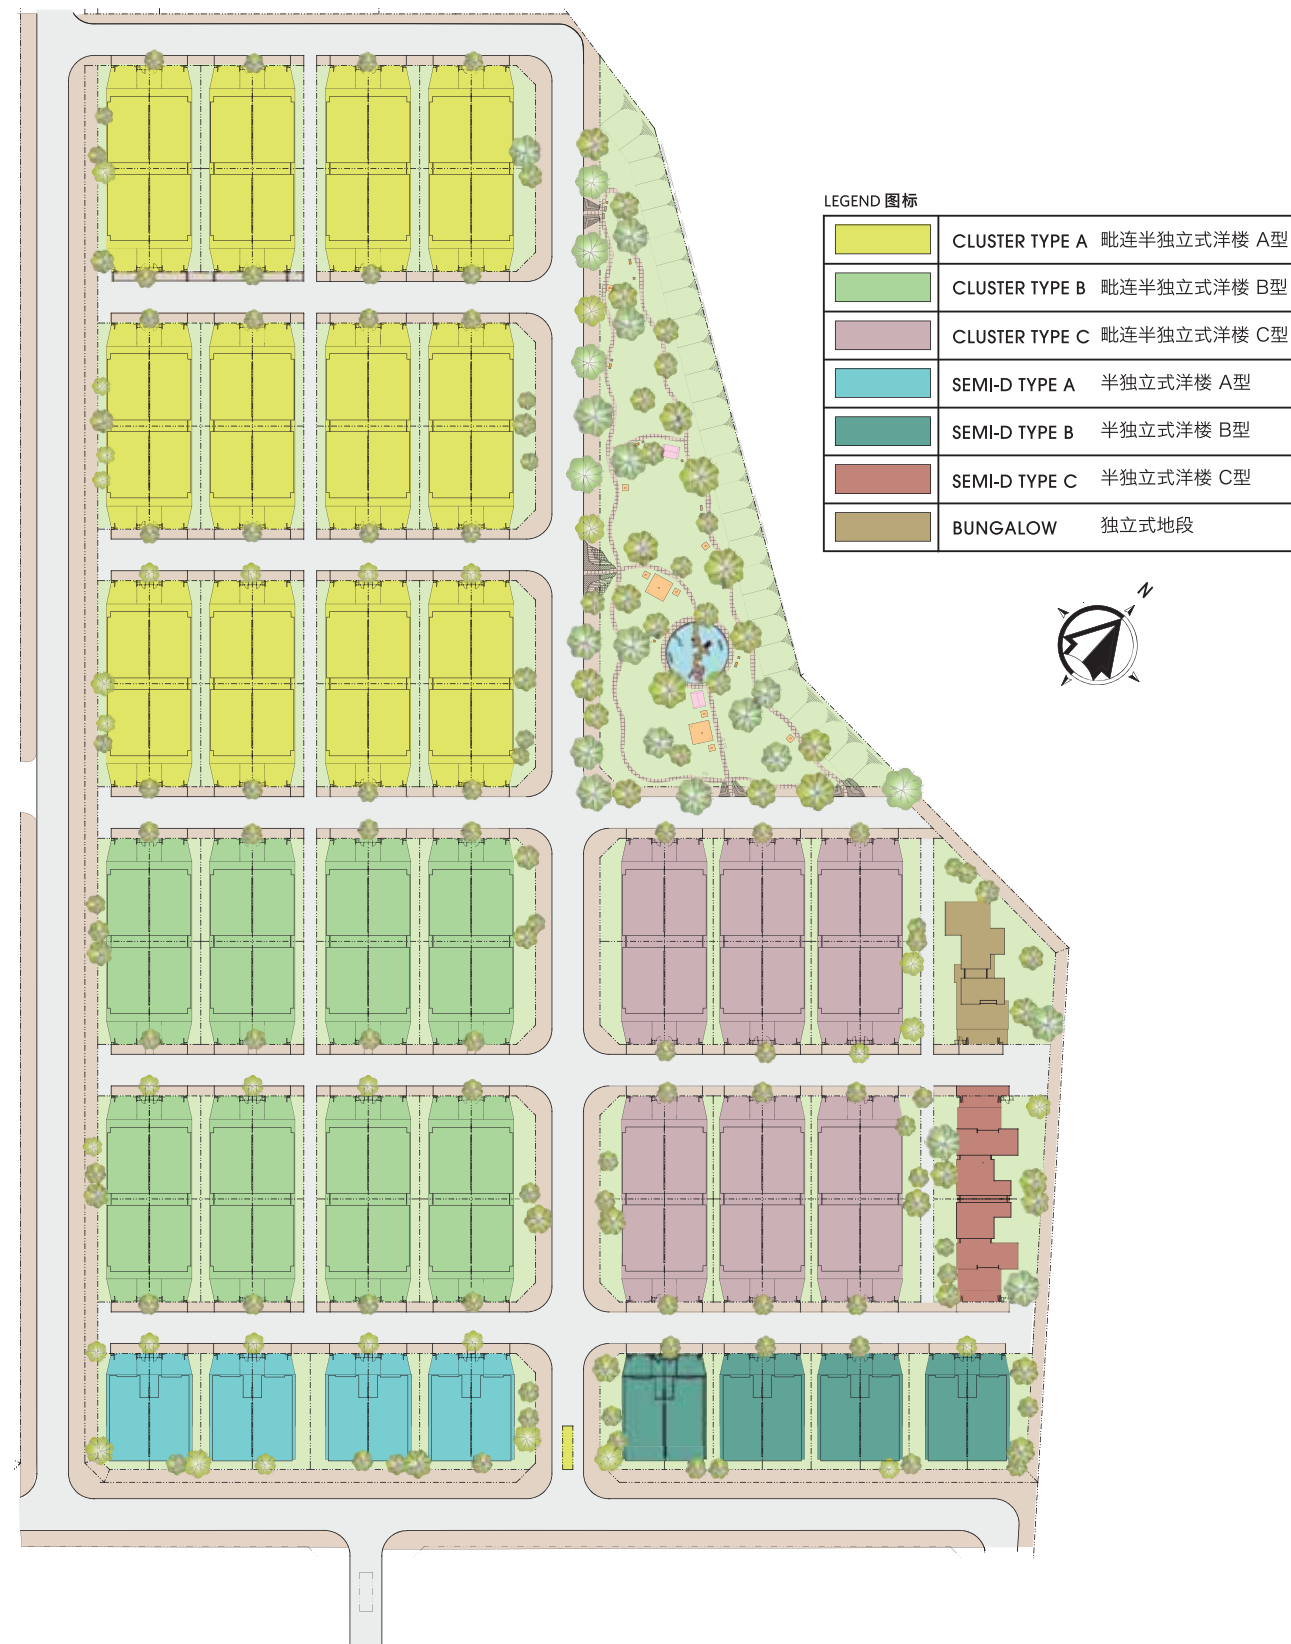 LEGEND 图标
CLUSTER TYPE A 毗连半独立式洋楼 A型
CLUSTER TYPE B 毗连半独立式洋楼 B型
CLUSTER TYPE C 毗连半独立式洋楼 C型
SEMI-D TYPE A 半独立式洋楼 A型
SEMI-D TYPE B 半独立式洋楼 B型
SEMI-D TYPE C 半独立式洋楼 C型
BUNGALOW 独立式地段
N